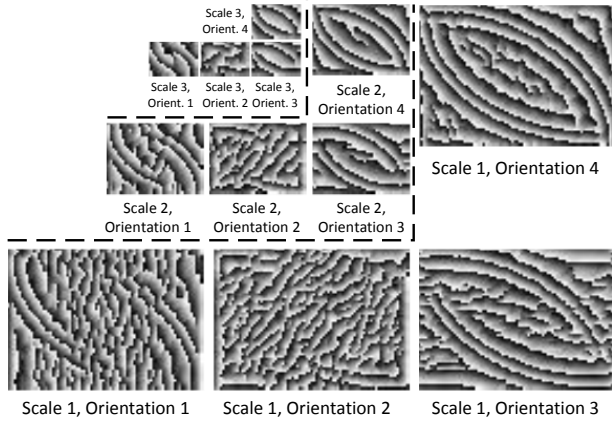 Scale 3,
Orient. 4
Scale 3,
Orient. 1
Scale 3,
Orient. 2
Scale 3,
Orient. 3
Scale 2,
Orientation 4
Scale 1, Orientation 4
Scale 2,
Orientation 1
Scale 2,
Orientation 2
Scale 2,
Orientation 3
Scale 1, Orientation 1
Scale 1, Orientation 2
Scale 1, Orientation 3